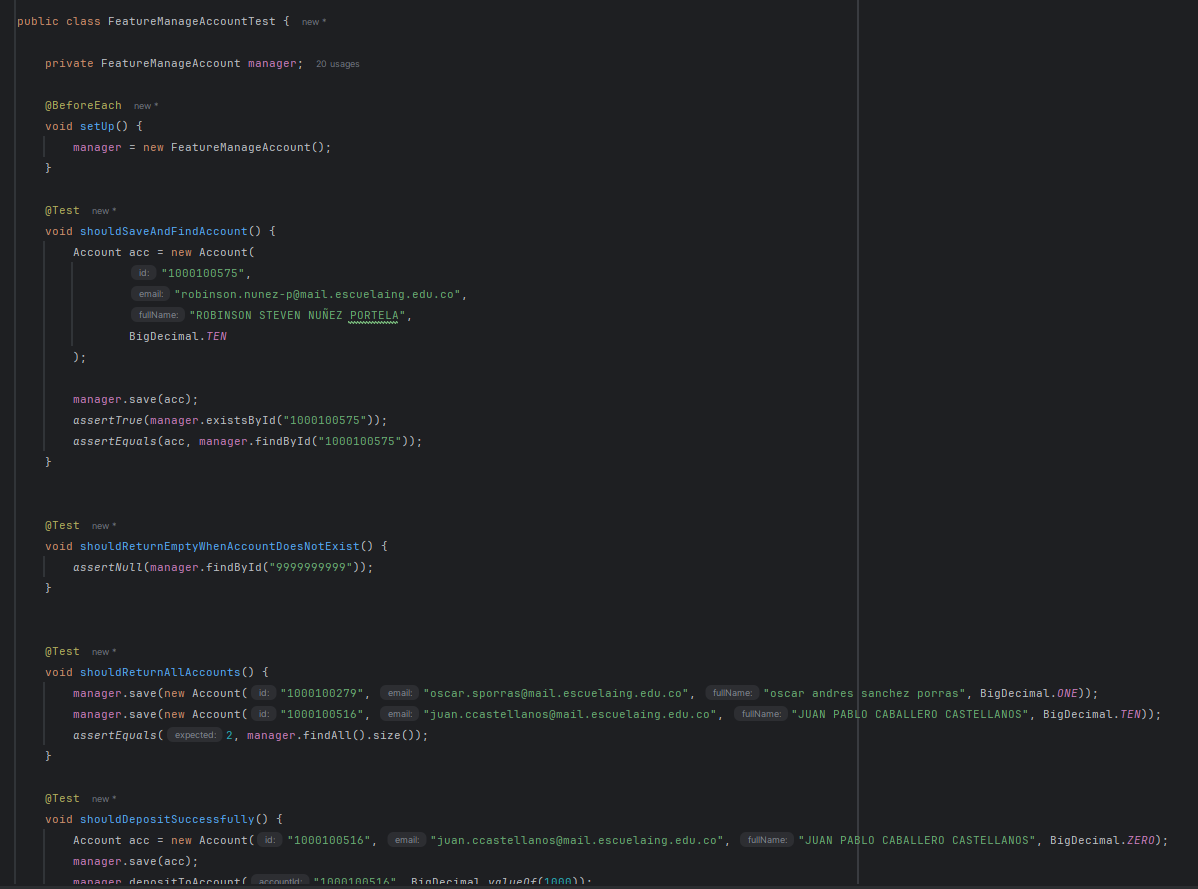 public class FeatureManageAccountTest { new *
private FeatureManageAccount manager; 20 usages
@BeforeEach new *
void setUp() {
manager = new FeatureManageAccount();
}
@Test new *
void shouldSaveAndFindAccount() {
Account acc = new Account(
id: "1000100575",
email: "robinson.nunez-p@mail.escuelaing.edu.co",
fullName: "ROBINSON STEVEN NUÑEZ PORTELA",
BigDecimal.TEN
);
manager.save(acc);
assertTrue(manager.existsById("1000100575"));
assertEquals(acc, manager.findById("1000100575"));
}
@Test new *
void shouldReturnEmptyWhenAccountDoesNotExist() {
assertNull(manager.findById("9999999999"));
}
@Test new *
void shouldReturnAllAccounts() {
manager.save(new Account( id: "1000100279", email: "oscar.sporras@mail.escuelaing.edu.co", fullName: "oscar andres sanchez porras", BigDecimal.ONE));
manager.save(new Account( id: "1000100516", email: "juan.ccastellanos@mail.escuelaing.edu.co", fullName: "JUAN PABLO CABALLERO CASTELLANOS", BigDecimal.TEN));
assertEquals( expected: 2, manager.findAll().size());
}
@Test new *
void shouldDepositSuccessfully() {
Account acc = new Account( id: "1000100516", email: "juan.ccastellanos@mail.escuelaing.edu.co", fullName: "JUAN PABLO CABALLERO CASTELLANOS", BigDecimal.ZERO);
manager.save(acc);
manager.depositToAccount( accountId: "1000100516", BigDecimal.valueOf(1000));